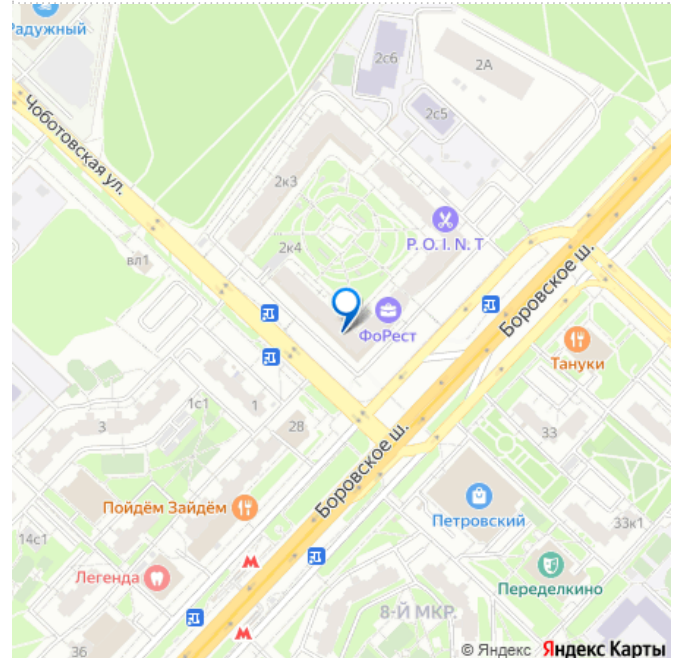 Радужный
2с6
2А
2с5
Чоботовская ул.
2к3
P. O. I. N. T
2к4
вл1
ФоРест
Боровское ш.
Тануки
1с1
1
28
3
33
Боровское ш.
Пойдём Зайдём
Петровский
33к1
14с1
Легенда
Переделкино
8-Й МКР.
36
© Яндекс Яндекс Карты